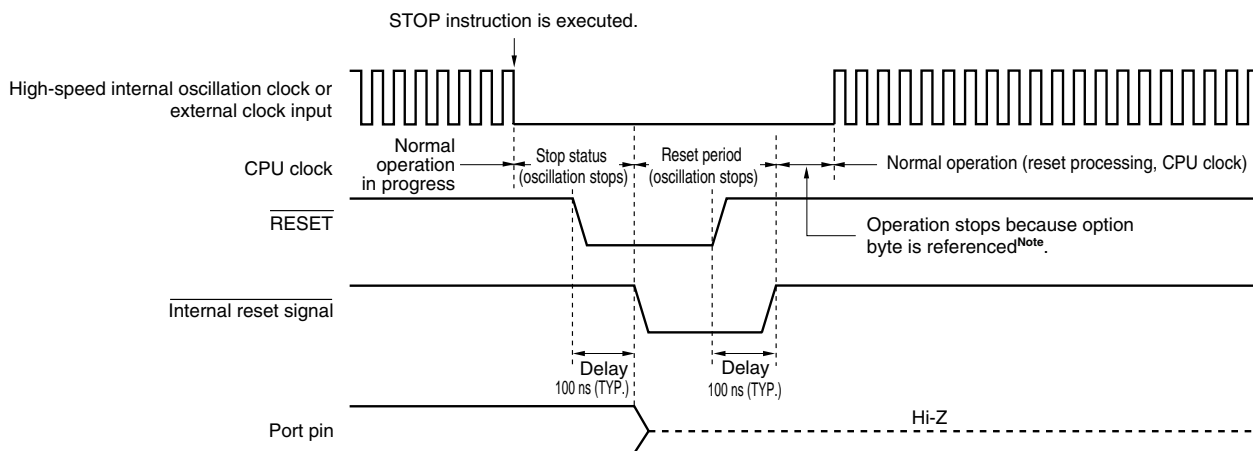 STOP instruction is executed.
High-speed internal oscillation clock or
external clock input
CPU clock
Normal
operation
in progress
Stop status
(oscillation stops)
Reset period
(oscillation stops)
Normal operation (reset processing, CPU clock)
RESET
Operation stops because option
byte is referencedNote.
Internal reset signal
Delay
100 ns (TYP.)
Delay
100 ns (TYP.)
Port pin
Hi-Z